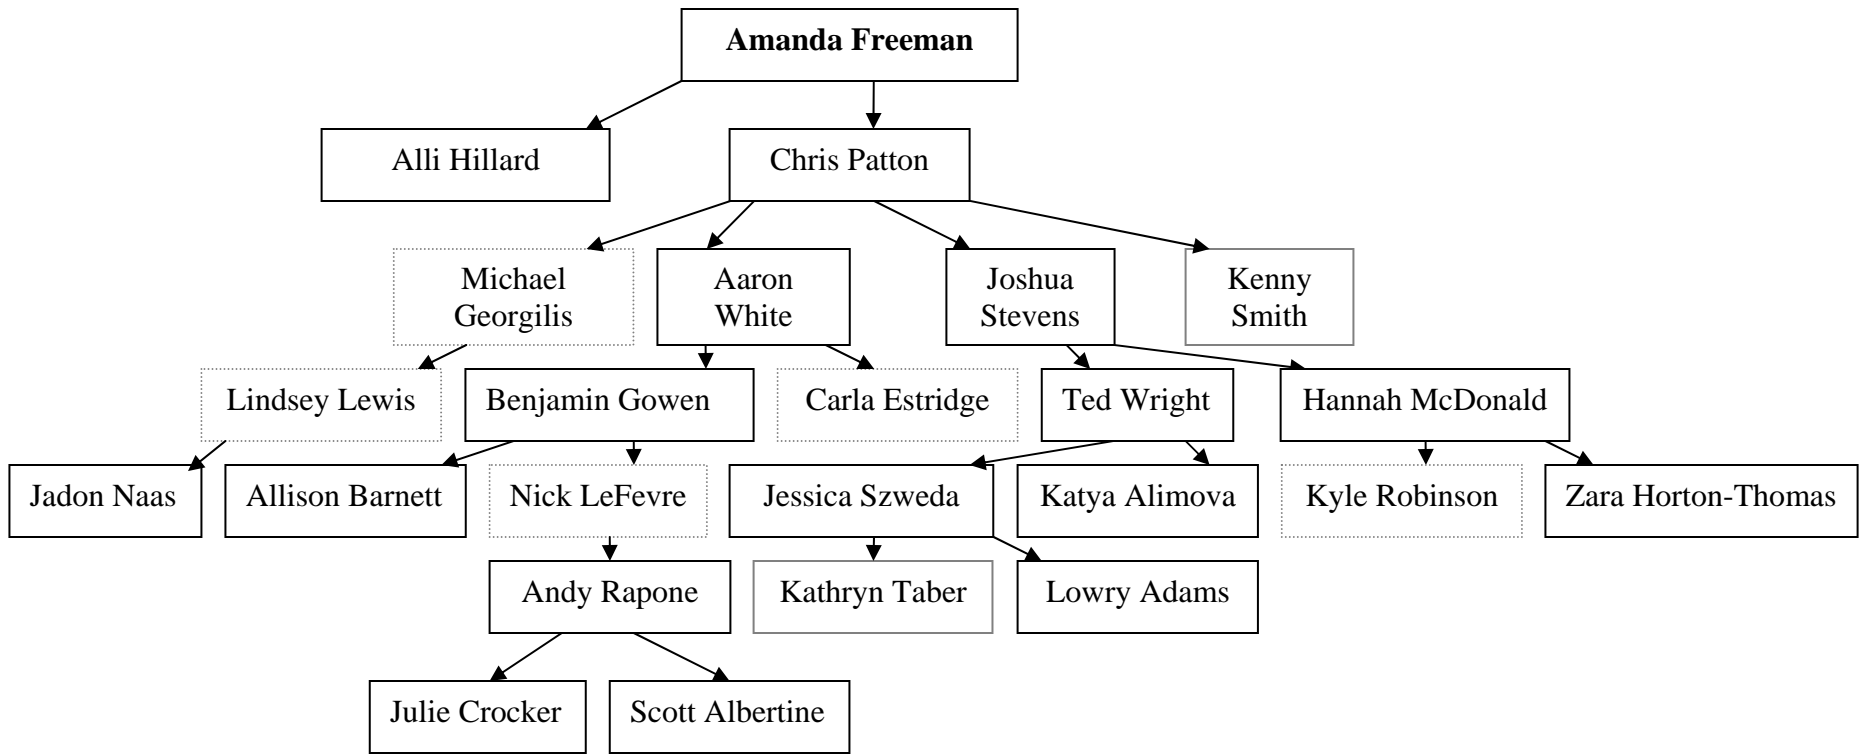 Amanda Freeman
Alli Hillard
Chris Patton
Michael
Georgilis
Aaron
White
Joshua
Stevens
Kenny
Smith
Lindsey Lewis
Benjamin Gowen
Carla Estridge
Ted Wright
Hannah McDonald
Jadon Naas
Allison Barnett
Nick LeFevre
Jessica Szweda
Katya Alimova
Kyle Robinson
Zara Horton-Thomas
Andy Rapone
Kathryn Taber
Lowry Adams
Julie Crocker
Scott Albertine